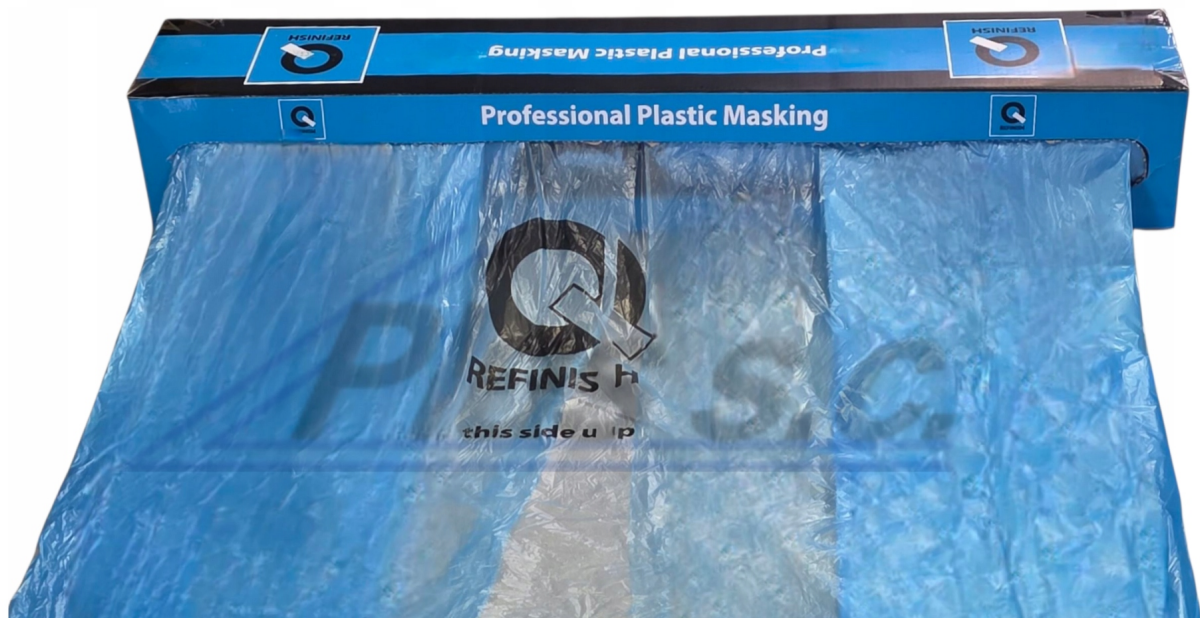 REFINISH
Professional Plastic Masking
REFINISH
Professional Plastic Masking
Q
REFINIS H
this side u p
s.c.